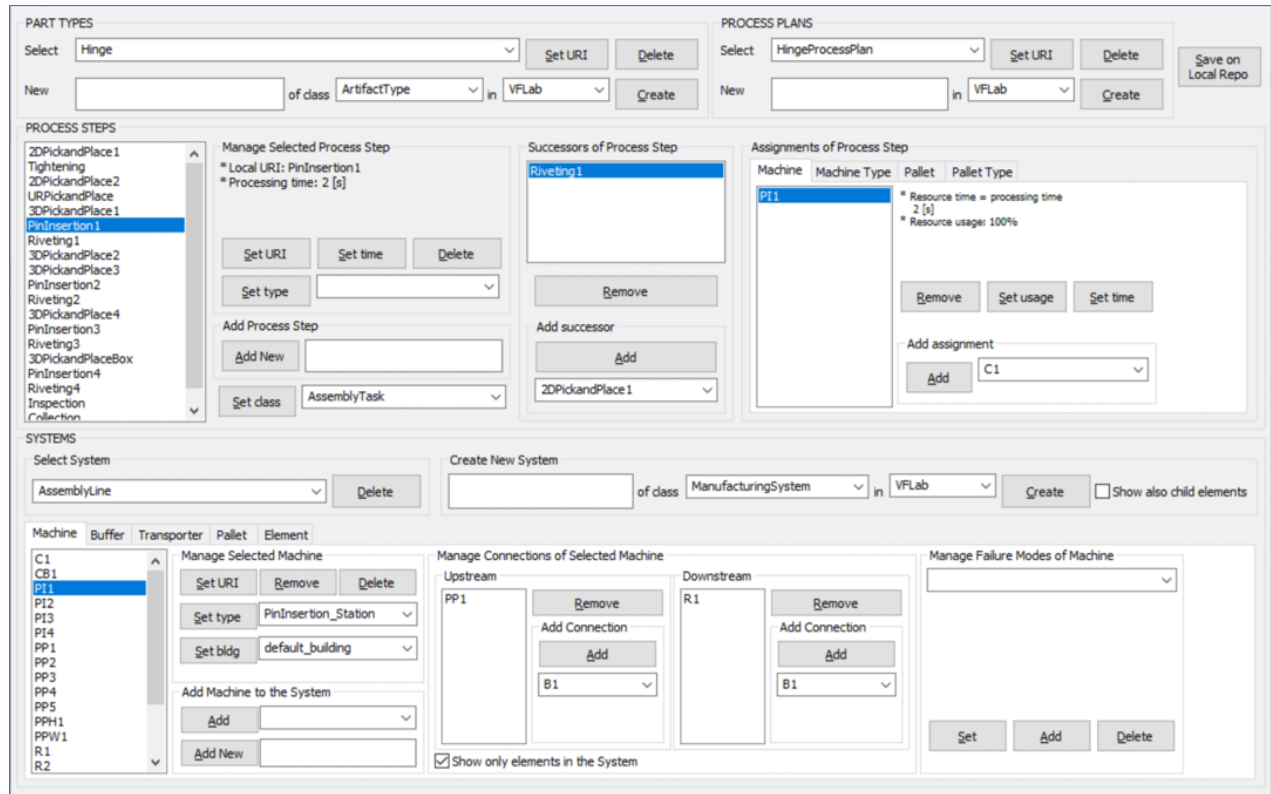 PART TYPES
Select Hinge Set URI Delete
New of class ArtifactType in VFLab Create
PROCESS PLANS
Select HingeProcessPlan Set URI Delete
New in VFLab Create
Save on
Local Repo
PROCESS STEPS
2DPickandPlace1
Tightening
2DPickandPlace2
URPickandPlace
3DPickandPlace1
PinInsertion1
Riveting1
3DPickandPlace2
3DPickandPlace3
PinInsertion2
Riveting2
3DPickandPlace4
PinInsertion3
Riveting3
3DPickandPlaceBox
PinInsertion4
Riveting4
Inspection
Collection
Manage Selected Process Step
* Local URI: PinInsertion1
* Processing time: 2 [s]
Set URI Set time Delete
Set type
Add Process Step
Add New
Set class AssemblyTask
Successors of Process Step
Riveting1
Remove
Add successor
Add
2DPickandPlace1
Assignments of Process Step
Machine Machine Type Pallet Pallet Type
PI1
* Resource time = processing time
2 [s]
* Resource usage: 100%
Remove Set usage Set time
Add assignment
Add C1
SYSTEMS
Select System
AssemblyLine Delete
Create New System
of class ManufacturingSystem in VFLab Create Show also child elements
Machine Buffer Transporter Pallet Element
C1
CB1
PI1
PI2
PI3
PI4
PP1
PP2
PP3
PP4
PP5
PPH1
PPW1
R1
R2
Manage Selected Machine
Set URI Remove Delete
Set type PinInsertion_Station
Set bldg default_building
Add Machine to the System
Add
Add New
Manage Connections of Selected Machine
Upstream
PP1
Remove
Add Connection
Add
B1
Downstream
R1
Remove
Add Connection
Add
B1
Show only elements in the System
Manage Failure Modes of Machine
Set Add Delete